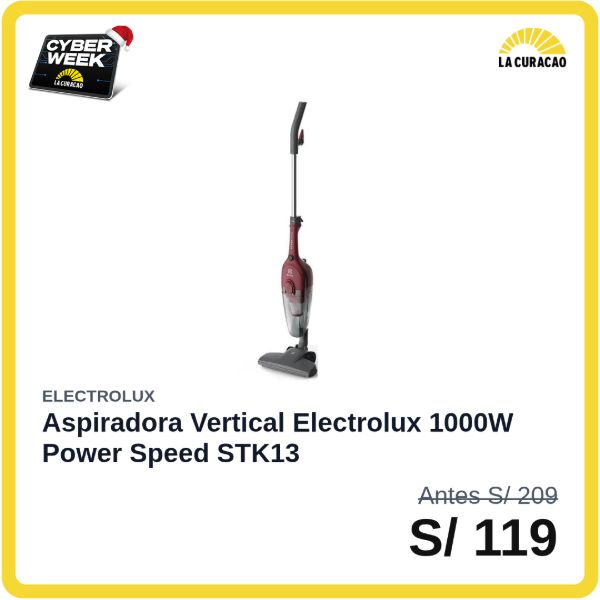 CYBER
WEEK
LA CURACAO
LA CURACAO
ELECTROLUX
Aspiradora Vertical Electrolux 1000W
Power Speed STK13
Antes S/ 209
S/ 119